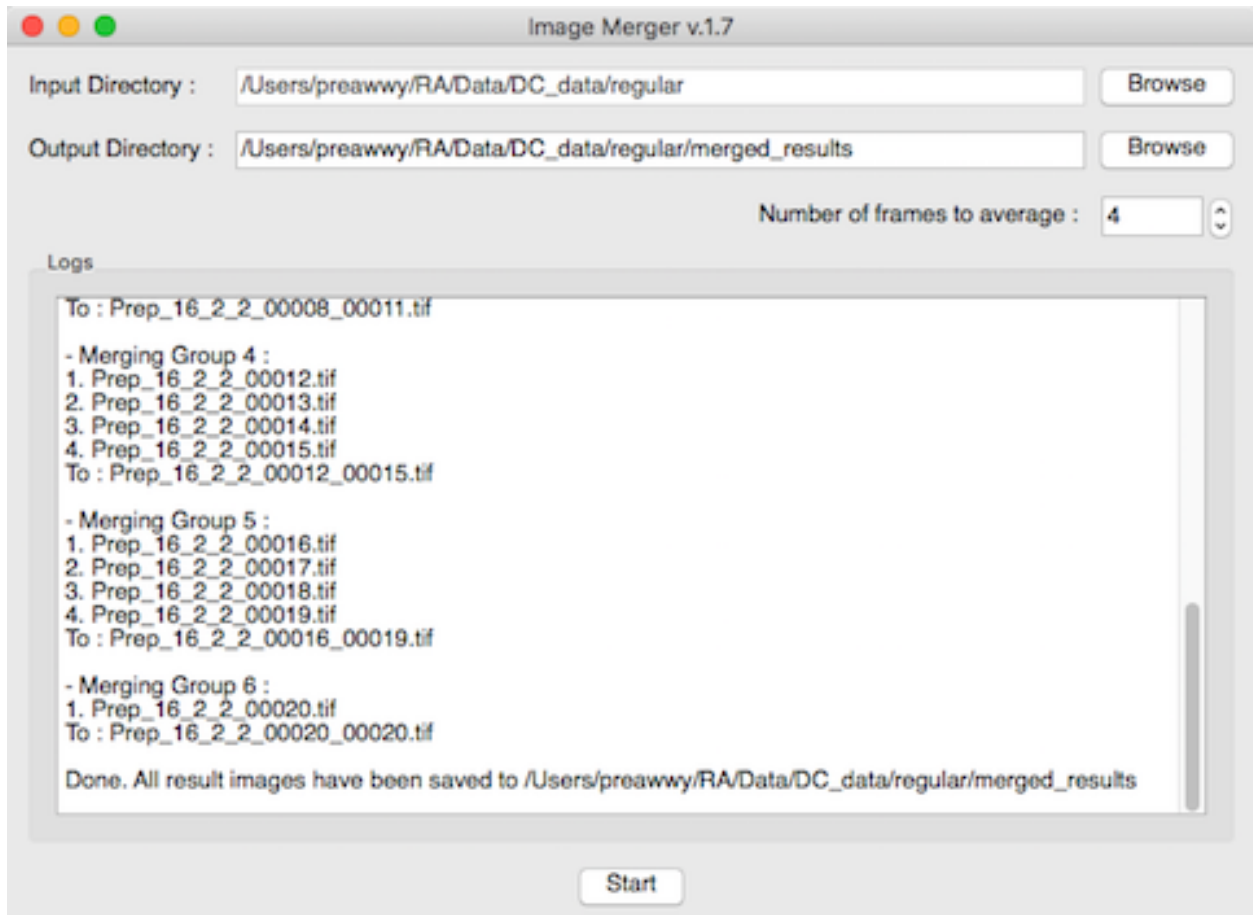 Image Merger v.1.7
Input Directory : /Users/preawwy/RA/Data/DC_data/regular Browse
Output Directory : /Users/preawwy/RA/Data/DC_data/regular/merged_results Browse
Number of frames to average : 4
Logs
To : Prep_16_2_2_00008_00011.tif
- Merging Group 4 :
1. Prep_16_2_2_00012.tif
2. Prep_16_2_2_00013.tif
3. Prep_16_2_2_00014.tif
4. Prep_16_2_2_00015.tif
To : Prep_16_2_2_00012_00015.tif
- Merging Group 5 :
1. Prep_16_2_2_00016.tif
2. Prep_16_2_2_00017.tif
3. Prep_16_2_2_00018.tif
4. Prep_16_2_2_00019.tif
To : Prep_16_2_2_00016_00019.tif
- Merging Group 6 :
1. Prep_16_2_2_00020.tif
To : Prep_16_2_2_00020_00020.tif
Done. All result images have been saved to /Users/preawwy/RA/Data/DC_data/regular/merged_results
Start